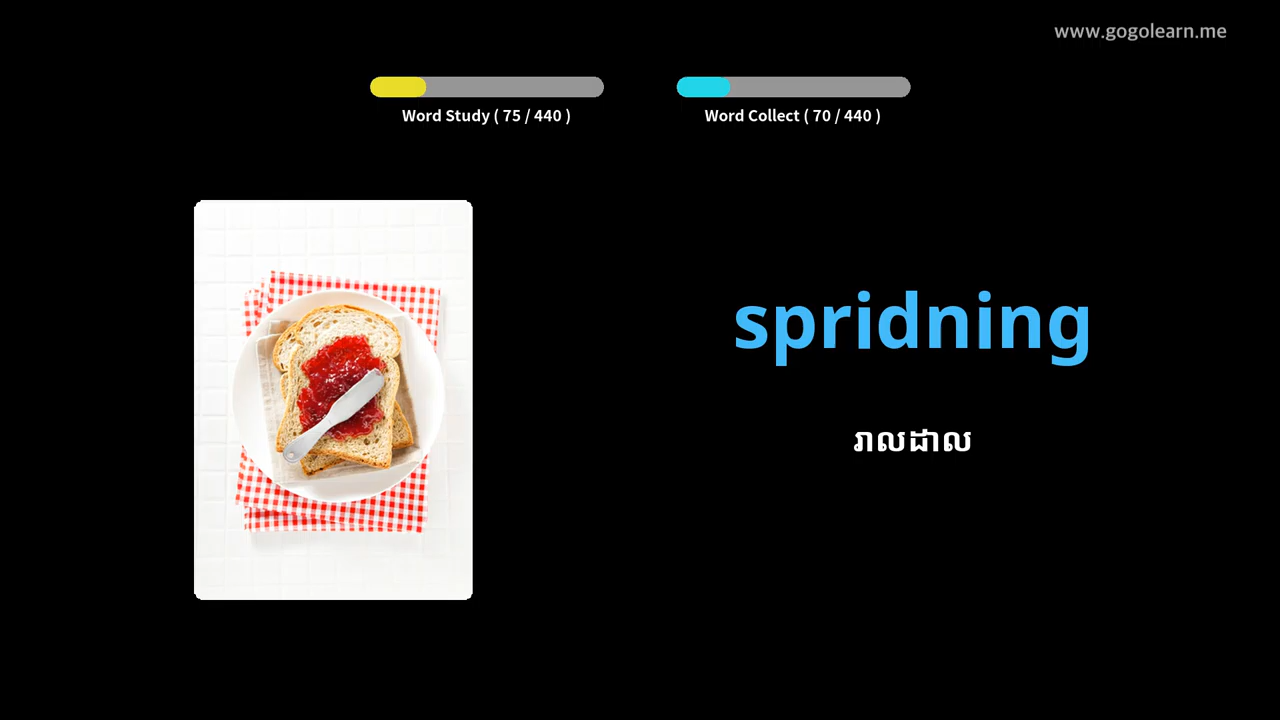 www.gogolearn.me
Word Study ( 75 / 440 )
Word Collect ( 70 / 440 )
spridning
រាលដាល